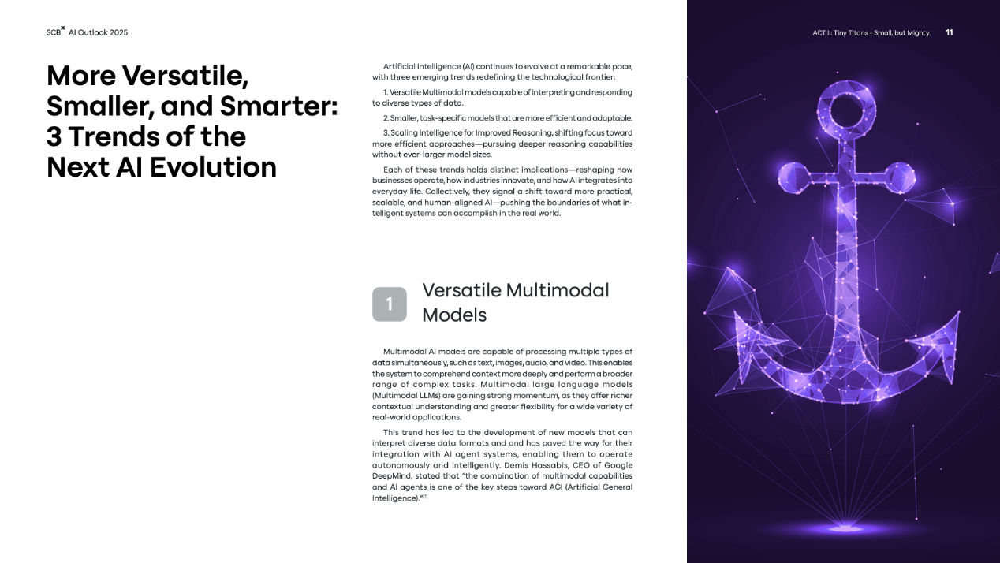 SCBx AI Outlook 2025
ACT II: Tiny Titans - Small, but Mighty. 11
More Versatile,
Smaller, and Smarter:
3 Trends of the
Next AI Evolution
Artificial Intelligence (AI) continues to evolve at a remarkable pace,
with three emerging trends redefining the technological frontier:
1. Versatile Multimodal models capable of interpreting and responding
to diverse types of data.
2. Smaller, task-specific models that are more efficient and adaptable.
3. Scaling Intelligence for Improved Reasoning, shifting focus toward
more efficient approaches—pursuing deeper reasoning capabilities
without ever-larger model sizes.
Each of these trends holds distinct implications—reshaping how
businesses operate, how industries innovate, and how AI integrates into
everyday life. Collectively, they signal a shift toward more practical,
scalable, and human-aligned AI—pushing the boundaries of what in-
telligent systems can accomplish in the real world.
1
Versatile Multimodal
Models
Multimodal AI models are capable of processing multiple types of
data simultaneously, such as text, images, audio, and video. This enables
the system to comprehend context more deeply and perform a broader
range of complex tasks. Multimodal large language models
(Multimodal LLMs) are gaining strong momentum, as they offer richer
contextual understanding and greater flexibility for a wide variety of
real-world applications.
This trend has led to the development of new models that can
interpret diverse data formats and and has paved the way for their
integration with AI agent systems, enabling them to operate
autonomously and intelligently. Demis Hassabis, CEO of Google
DeepMind, stated that “the combination of multimodal capabilities
and AI agents is one of the key steps toward AGI (Artificial General
Intelligence).”[1]